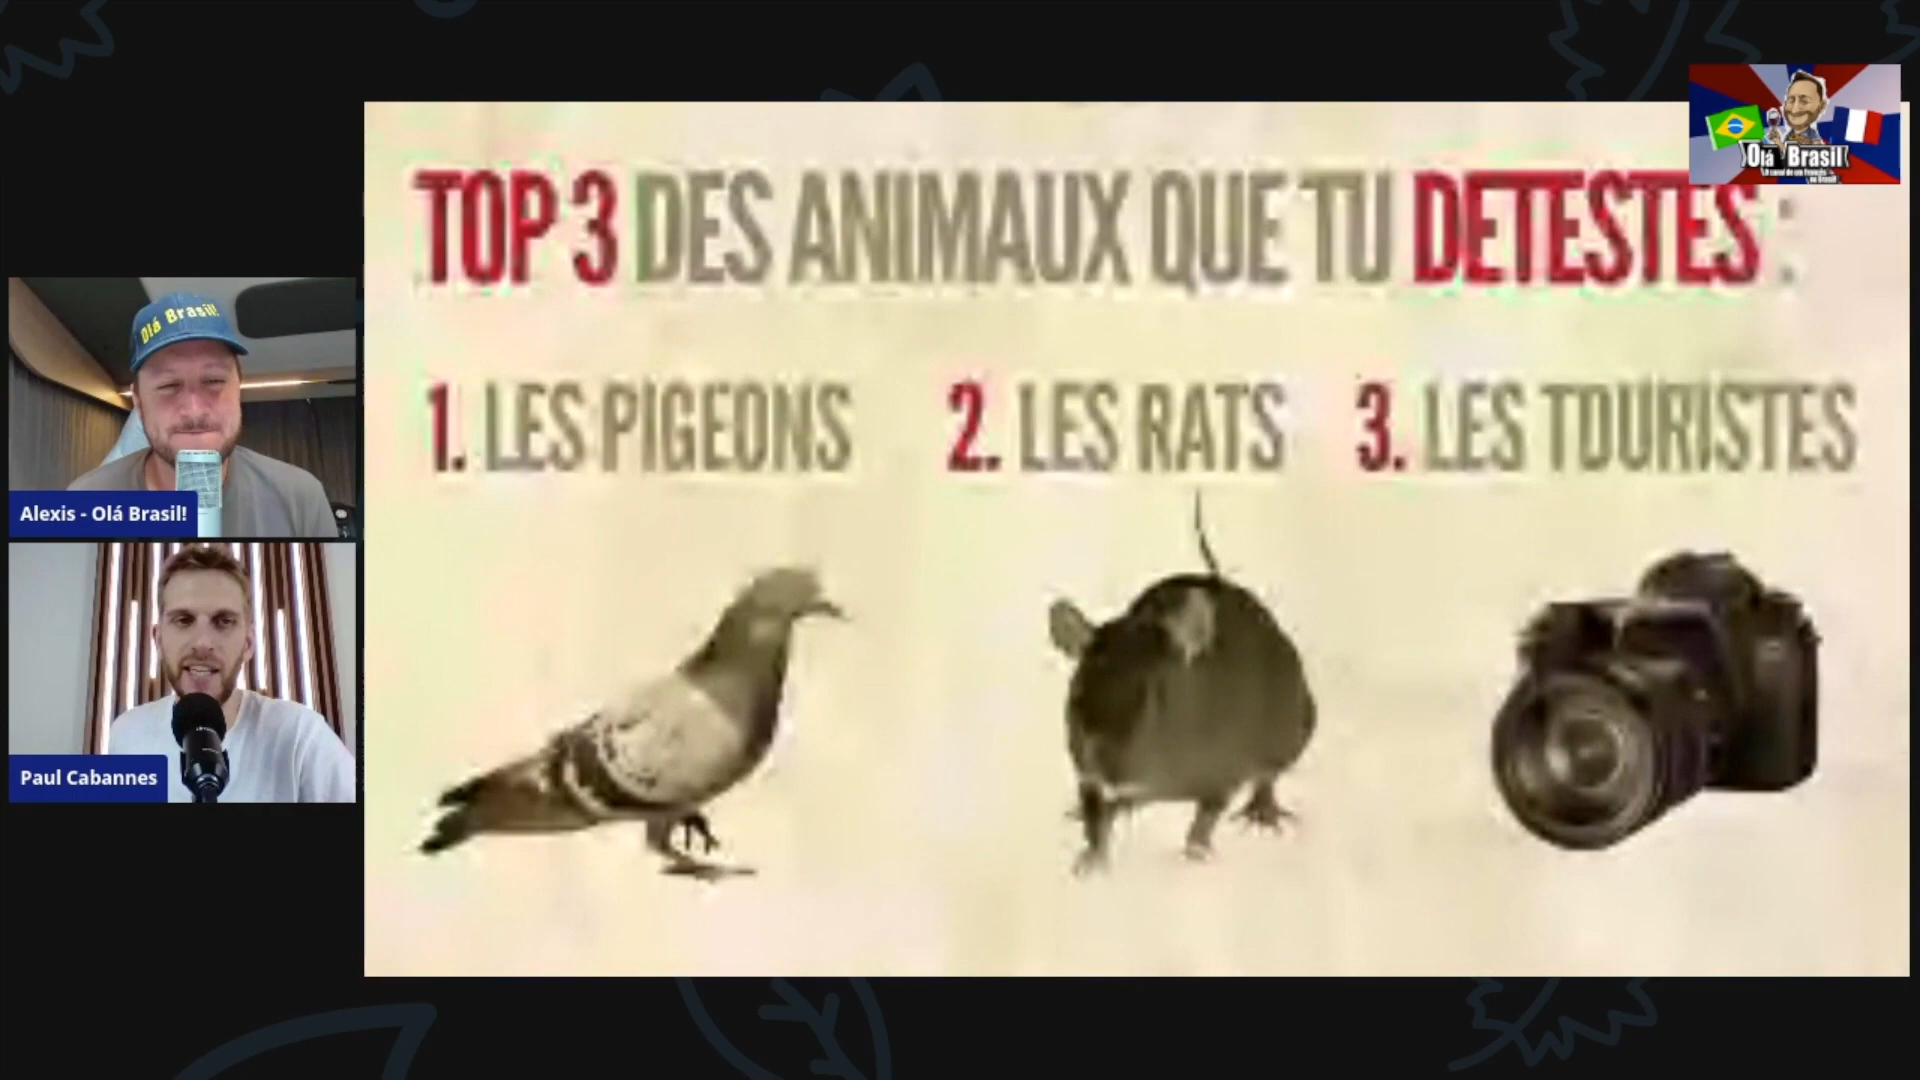 TOP 3 DES ANIMAUX QUE TU DETESTES :
1. LES PIGEONS 2. LES RATS 3. LES TOURISTES
Olá Brasil!
Alexis - Olá Brasil!
Paul Cabannes
Olá Brasil!